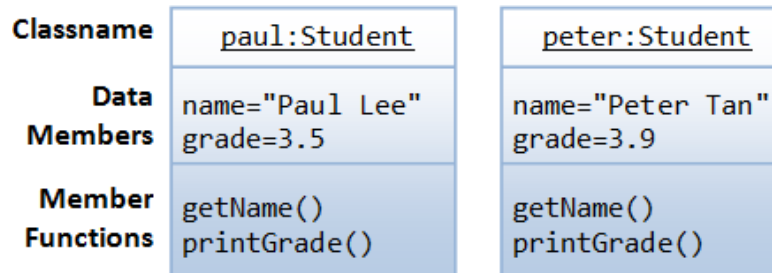 Classname
paul:Student
peter:Student
Data
Members
name="Paul Lee"
grade=3.5
name="Peter Tan"
grade=3.9
Member
Functions
getName()
printGrade()
getName()
printGrade()